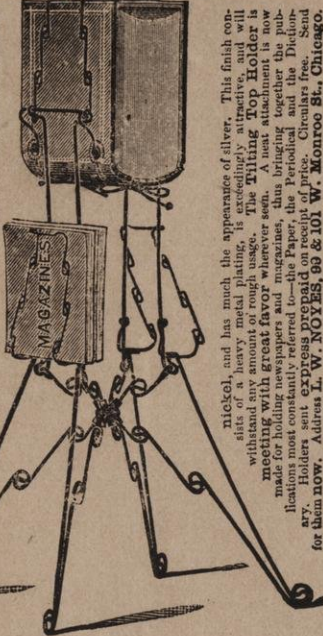 MAGAZINES
nickel, and has much the appearance of silver. This finish con-
sists of a heavy metal plating, is exceedingly attractive, and will
withstand any amount of rough usage. The Tilting Top Holder is
meeting with great favor wherever seen. A neat attachment is now
made for holding newspapers and magazines, thus bringing together the pub-
lications most constantly referred to—the Paper, the Periodical and the Diction-
ary. Holders sent express prepaid on receipt of price. Circulars free. Send
for them now. Address L. W. NOYES, 99 & 101 W. Monroe St., Chicago.